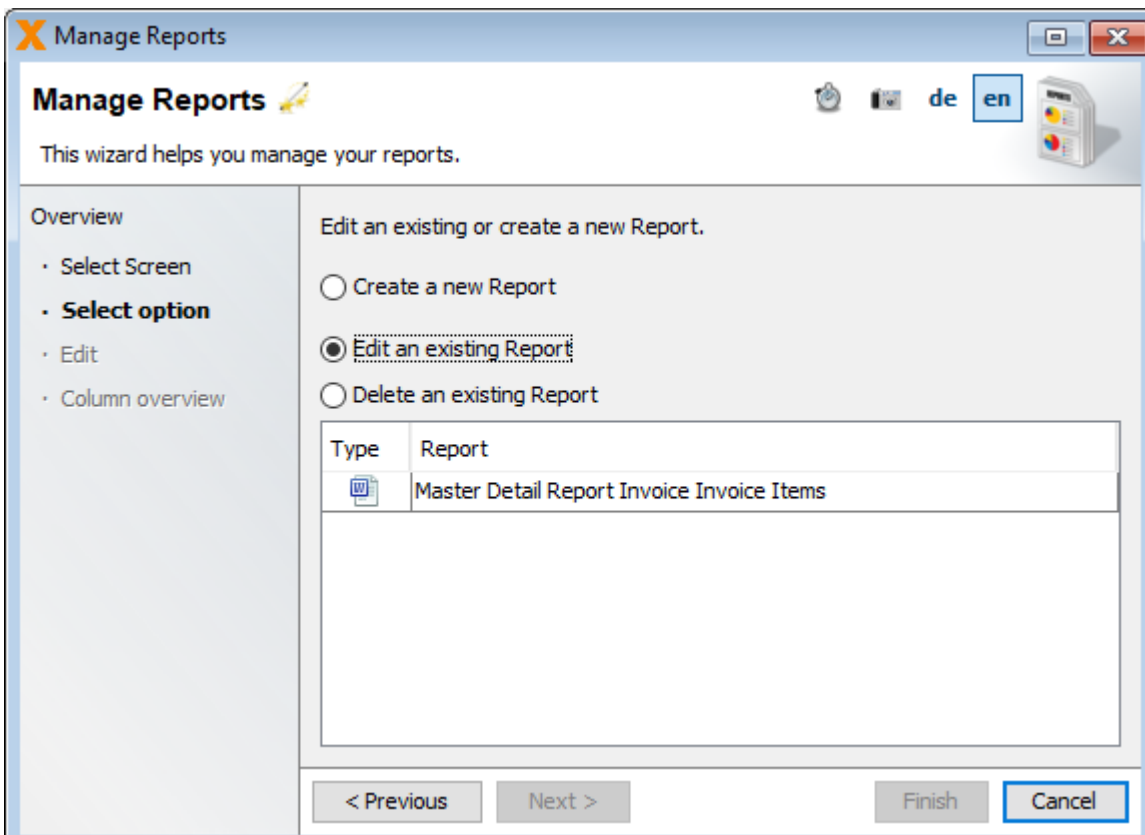 Manage Reports
Manage Reports
de en
This wizard helps you manage your reports.
Overview
· Select Screen
· Select option
· Edit
· Column overview
Edit an existing or create a new Report.
Create a new Report
Edit an existing Report
Delete an existing Report
Type Report
Master Detail Report Invoice Invoice Items
< Previous Next > Finish Cancel